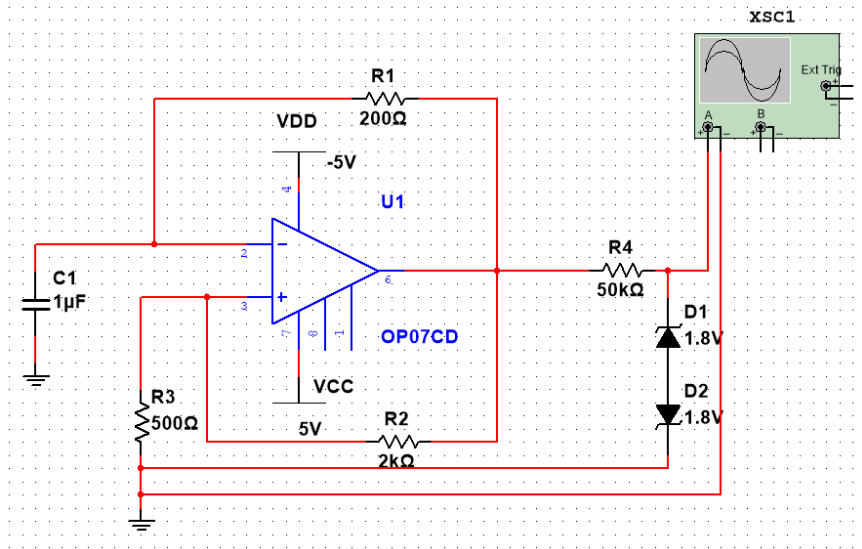 XSC1
Ext Trig
+
−
A
B
+
−
+
−
R1
200Ω
VDD
-5V
4
U1
2
−
6
3
+
7
8
1
OP07CD
C1
1µF
VCC
5V
R3
500Ω
R2
2kΩ
R4
50kΩ
D1
1.8V
D2
1.8V